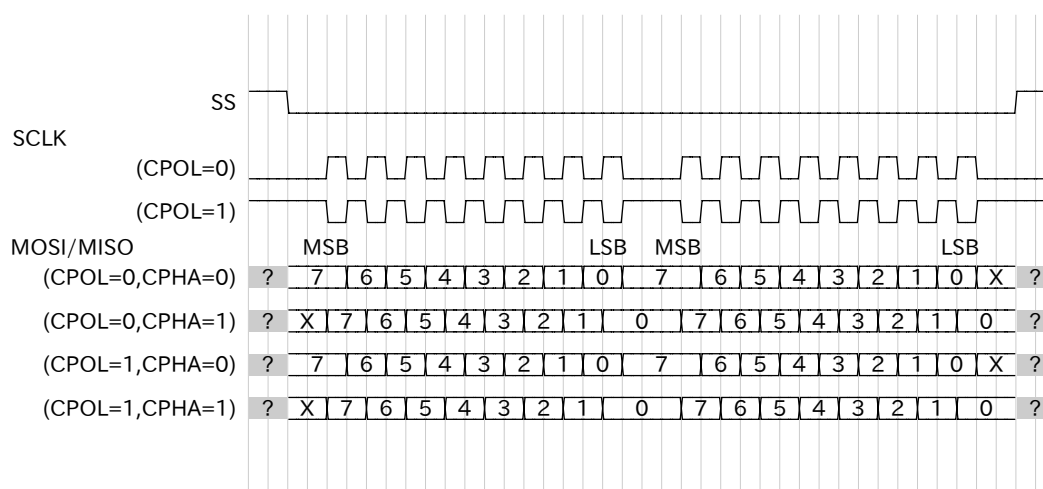 SS
SCLK
(CPOL=0)
(CPOL=1)
MOSI/MISO MSB LSB MSB LSB
(CPOL=0,CPHA=0) ? 7 6 5 4 3 2 1 0 7 6 5 4 3 2 1 0 X ?
(CPOL=0,CPHA=1) ? X 7 6 5 4 3 2 1 0 7 6 5 4 3 2 1 0 ?
(CPOL=1,CPHA=0) ? 7 6 5 4 3 2 1 0 7 6 5 4 3 2 1 0 X ?
(CPOL=1,CPHA=1) ? X 7 6 5 4 3 2 1 0 7 6 5 4 3 2 1 0 ?